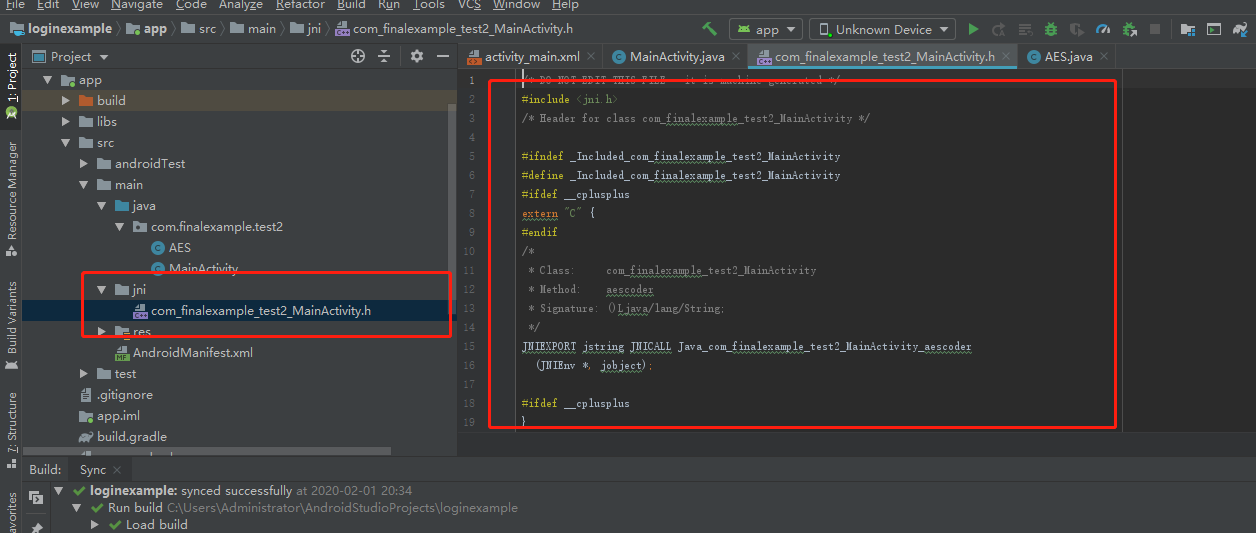 File Edit View Navigate Code Analyze Refactor Build Run Tools VCS Window Help
loginexample app src main jni com_finalexample_test2_MainActivity.h
app Unknown Device
Project
activity_main.xml MainActivity.java com_finalexample_test2_MainActivity.h AES.java
1: Project
Resource Manager
Build Variants
7: Structure
avorites
app
build
libs
src
androidTest
main
java
com.finalexample.test2
AES
MainActivity
jni
com_finalexample_test2_MainActivity.h
res
AndroidManifest.xml
test
.gitignore
app.iml
build.gradle
1 /* DO NOT EDIT THIS FILE - it is machine generated */
2 #include <jni.h>
3 /* Header for class com_finalexample_test2_MainActivity */
4
5 #ifndef _Included_com_finalexample_test2_MainActivity
6 #define _Included_com_finalexample_test2_MainActivity
7 #ifdef __cplusplus
8 extern "C" {
9 #endif
10 /*
11 * Class: com_finalexample_test2_MainActivity
12 * Method: aescoder
13 * Signature: ()Ljava/lang/String;
14 */
15 JNIEXPORT jstring JNICALL Java_com_finalexample_test2_MainActivity_aescoder
16 (JNIEnv *, jobject);
17
18 #ifdef __cplusplus
19 }
Build: Sync
loginexample: synced successfully at 2020-02-01 20:34
Run build C:\Users\Administrator\AndroidStudioProjects\loginexample
Load build